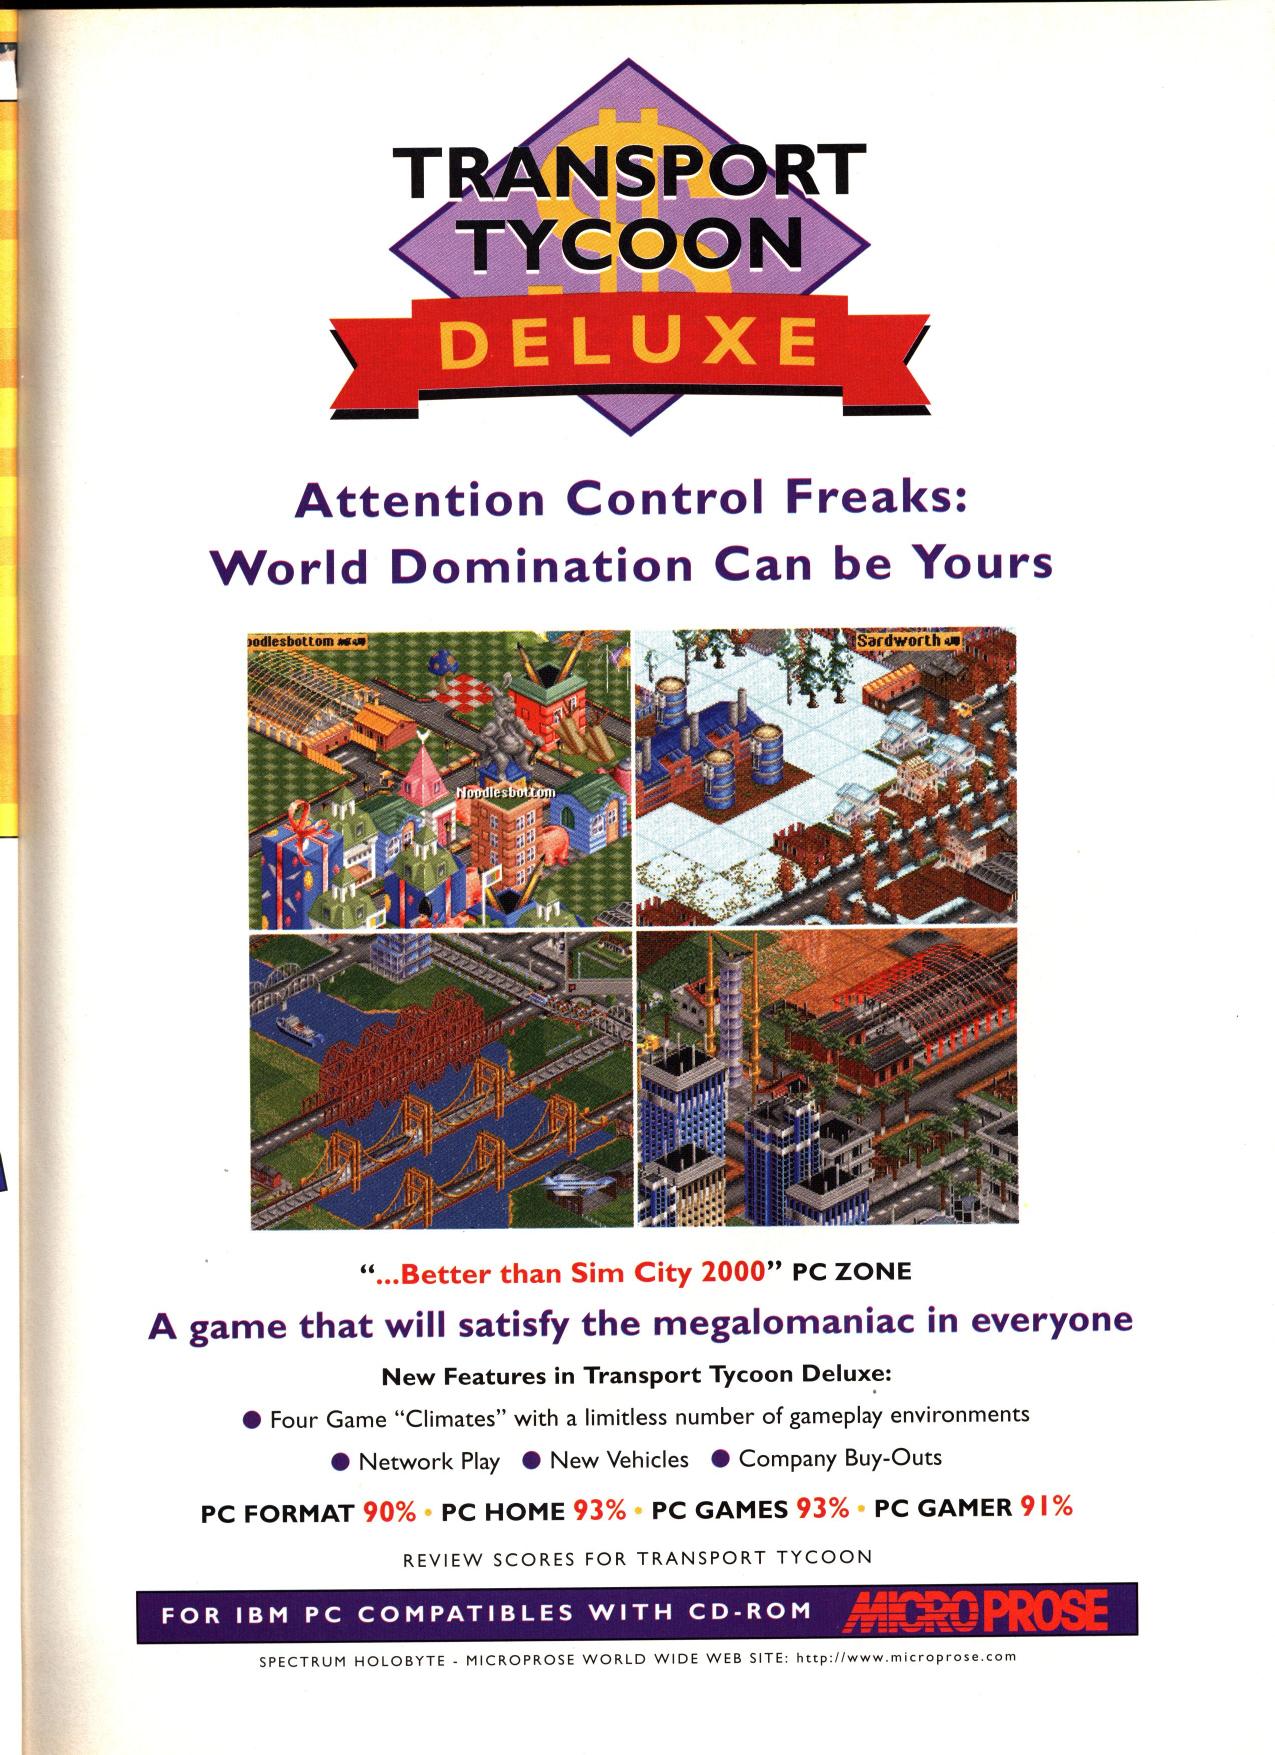 TRANSPORT
TYCOON
DELUXE
Attention Control Freaks:
World Domination Can be Yours
oodlesbottom
Sardworth
Noodlesbottom
“...Better than Sim City 2000” PC ZONE
A game that will satisfy the megalomaniac in everyone
New Features in Transport Tycoon Deluxe:
● Four Game “Climates” with a limitless number of gameplay environments
● Network Play ● New Vehicles ● Company Buy-Outs
PC FORMAT 90% • PC HOME 93% • PC GAMES 93% • PC GAMER 91%
REVIEW SCORES FOR TRANSPORT TYCOON
FOR IBM PC COMPATIBLES WITH CD-ROM MICROPROSE
SPECTRUM HOLOBYTE - MICROPROSE WORLD WIDE WEB SITE: http://www.microprose.com